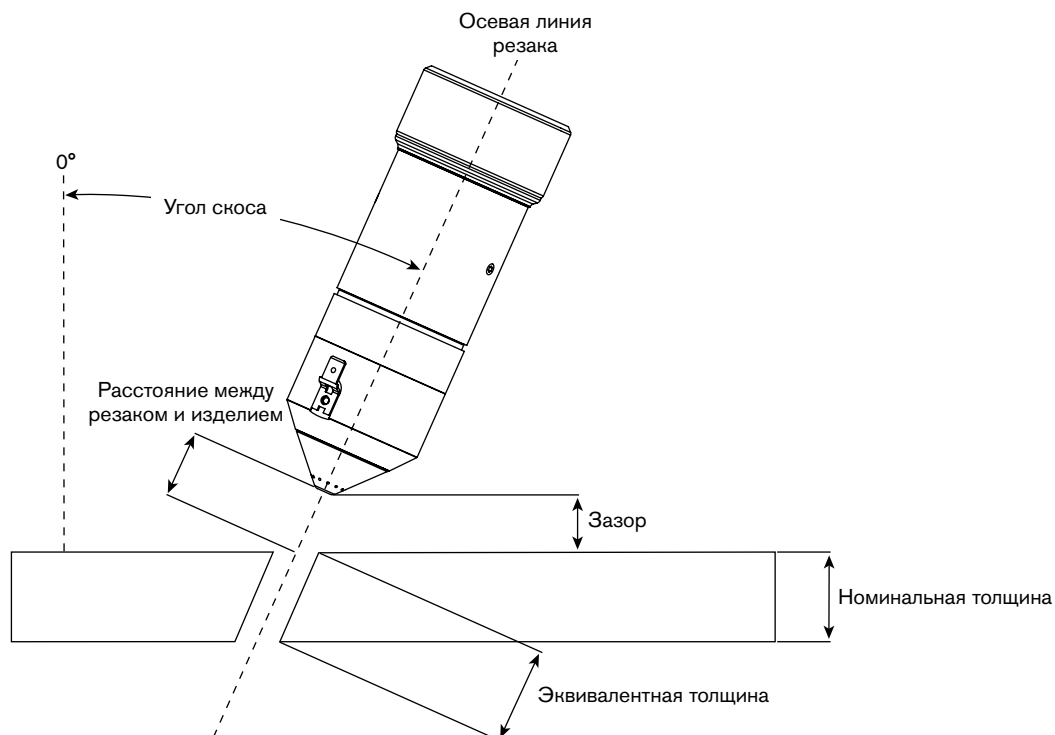 Осевая линия
резака
0°
Угол скоса
Расстояние между
резаком и изделием
Зазор
Номинальная толщина
Эквивалентная толщина